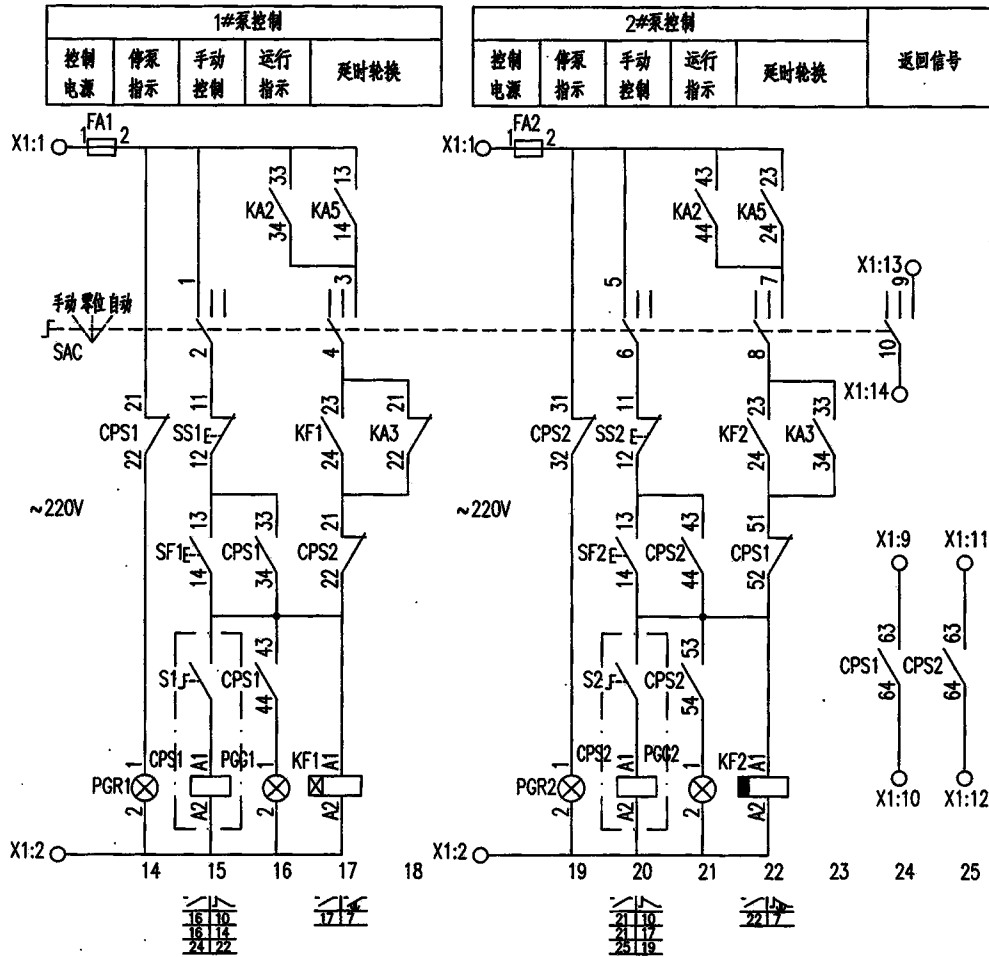 1#泵控制
2#泵控制
控制电源
停泵指示
手动控制
运行指示
延时轮换
控制电源
停泵指示
手动控制
运行指示
延时轮换
返回信号
X1:1
FA1
1
2
X1:1
FA2
1
2
KA2
33
34
KA5
13
14
KA2
43
44
KA5
23
24
X1:13
手动 零位 自动
SAC
1
2
3
4
5
6
7
8
9
10
X1:14
CPS1
21
22
SS1
11
12
KF1
23
24
KA3
21
22
CPS2
31
32
SS2
11
12
KF2
23
24
KA3
33
34
~220V
~220V
SF1
13
14
CPS1
33
34
CPS2
21
22
SF2
13
14
CPS2
43
44
CPS1
51
52
X1:9
X1:11
S1
CPS1
43
44
S2
CPS2
53
54
CPS1
63
64
CPS2
63
64
PGR1
1
2
CPS1
A1
A2
PGG1
1
2
KF1
A1
A2
PGR2
1
2
CPS2
A1
A2
PGG2
1
2
KF2
A1
A2
X1:10
X1:12
X1:2
X1:2
14 15 16 17 18 19 20 21 22 23 24 25
16 10
16 14
24 22
17 7
21 10
21 17
25 19
22 7